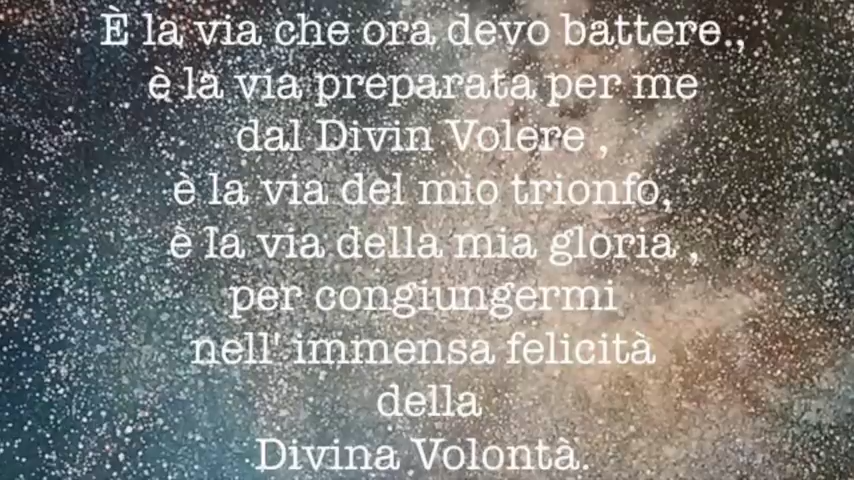 È la via che ora devo battere.,
è la via preparata per me
dal Divin Volere ,
è la via del mio trionfo,
è la via della mia gloria ,
per congiungermi
nell' immensa felicità
della
Divina Volontà.